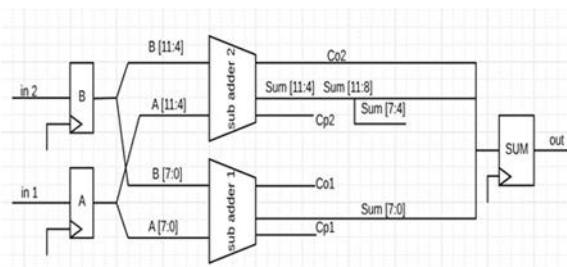 B [11:4]
Co2
in 2
B
A [11:4]
sub adder 2
Sum [11:4] Sum [11:8]
Sum [7:4]
Cp2
SUM
out
in 1
A
B [7:0]
sub adder 1
Co1
Sum [7:0]
A [7:0]
Cp1